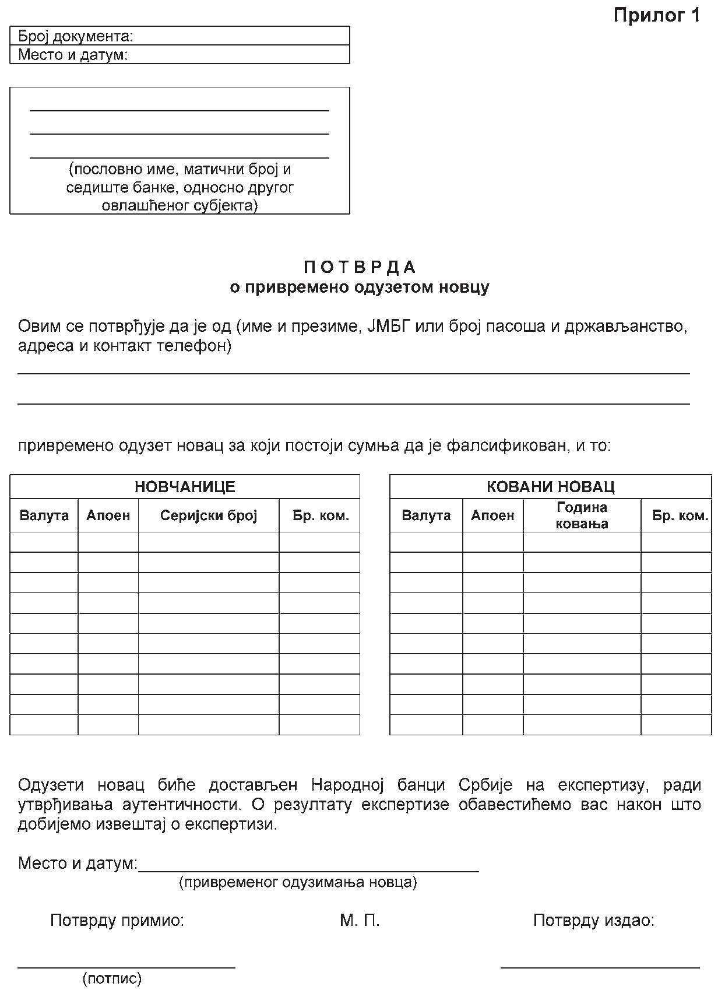 Прилог 1
Број документа:
Место и датум:
(пословно име, матични број и
седиште банке, односно другог
овлашћеног субјекта)
П О Т В Р Д А
о привремено одузетом новцу
Овим се потврђује да је од (име и презиме, ЈМБГ или број пасоша и држављанство,
адреса и контакт телефон)
привремено одузет новац за који постоји сумња да је фалсификован, и то:
НОВЧАНИЦЕ
Валута Апоен Серијски број Бр. ком.
КОВАНИ НОВАЦ
Валута Апоен Година ковања Бр. ком.
Одузети новац биће достављен Народној банци Србије на експертизу, ради
утврђивања аутентичности. О резултату експертизе обавестићемо вас након што
добијемо извештај о експертизи.
Место и датум:
(привременог одузимања новца)
Потврду примио: М. П. Потврду издао:
(потпис)